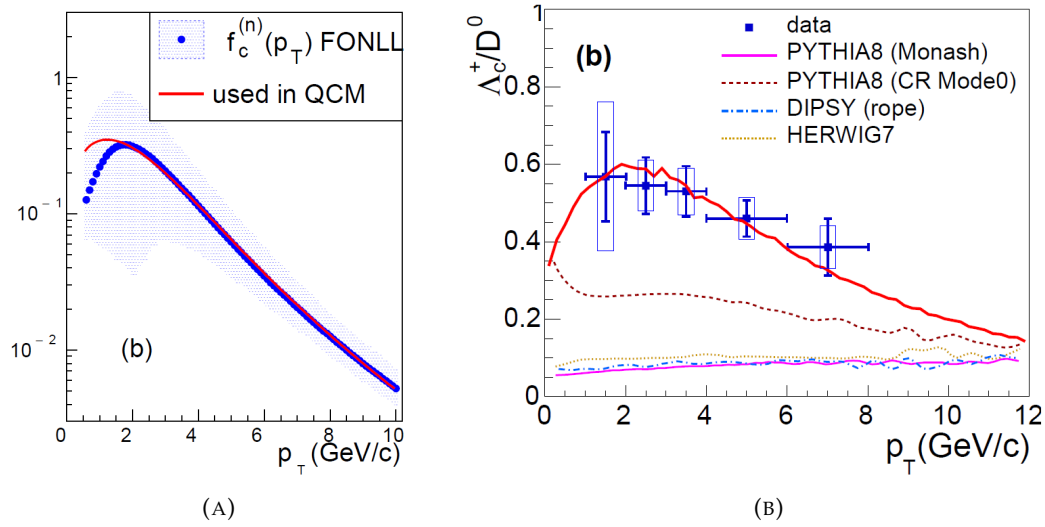 f_c^(n)(p_T) FONLL
used in QCM
1
10^-1
10^-2
(b)
0 2 4 6 8 10
p_T (GeV/c)
(A)
Λ_c^+/D^0
1
0.8
0.6
0.4
0.2
0
(b)
data
PYTHIA8 (Monash)
PYTHIA8 (CR Mode0)
DIPSY (rope)
HERWIG7
0 2 4 6 8 10 12
p_T(GeV/c)
(B)